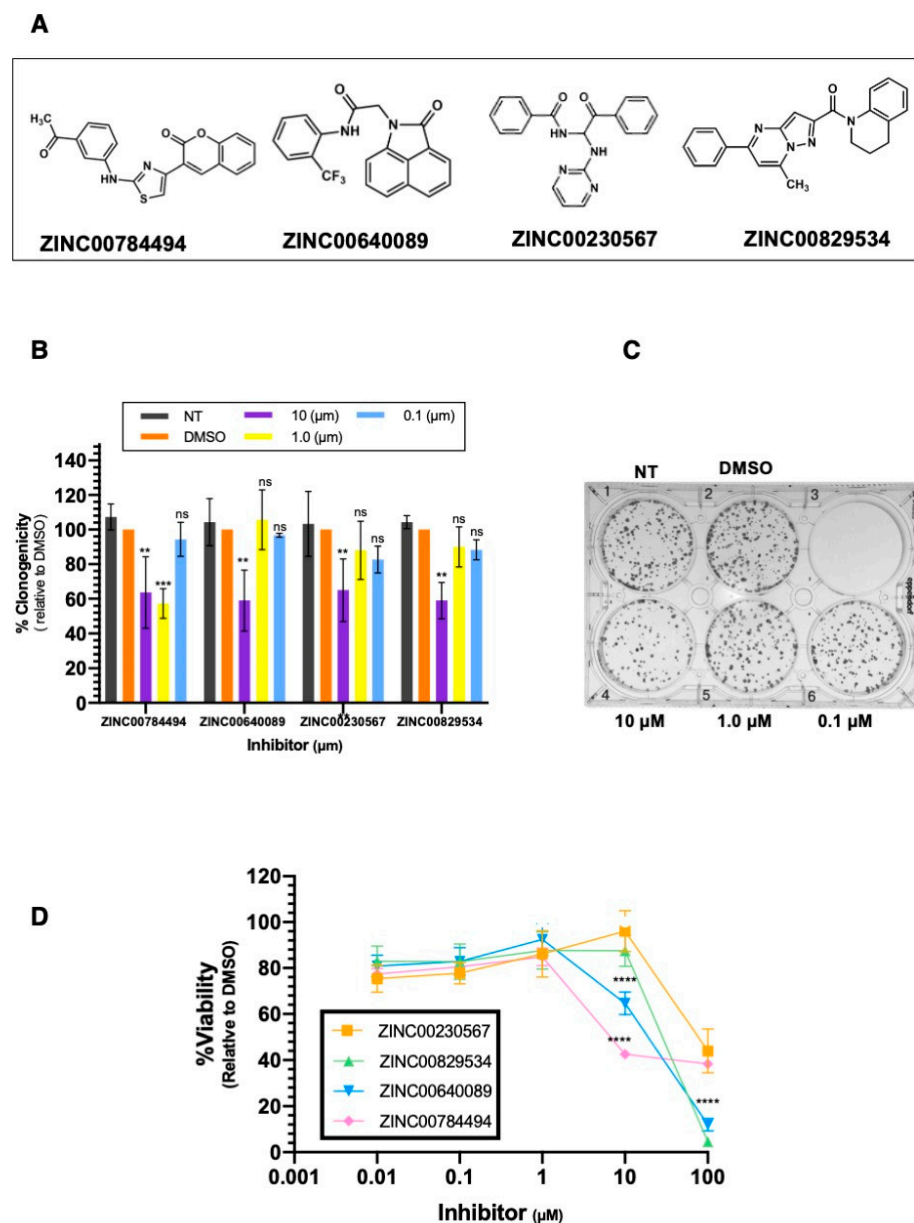 A
H3C
O
O
O
N
HN
S
O
NH
CF3
N
O
O
NH
O
HN
N
N
O
N
N
N
N
CH3
ZINC00784494
ZINC00640089
ZINC00230567
ZINC00829534
B
C
NT
10 (µm)
0.1 (µm)
DMSO
1.0 (µm)
% Clonogenicity
( relative to DMSO)
140
120
100
80
60
40
20
0
**
***
ns
**
ns
ns
**
ns
ns
**
ns
ns
ZINC00784494
ZINC00640089
ZINC00230567
ZINC00829534
Inhibitor (µm)
NT
DMSO
1
2
3
4
5
6
10 µM
1.0 µM
0.1 µM
D
%Viability
(Relative to DMSO)
120
100
80
60
40
20
0
****
****
****
ZINC00230567
ZINC00829534
ZINC00640089
ZINC00784494
0.001
0.01
0.1
1
10
100
Inhibitor (µM)